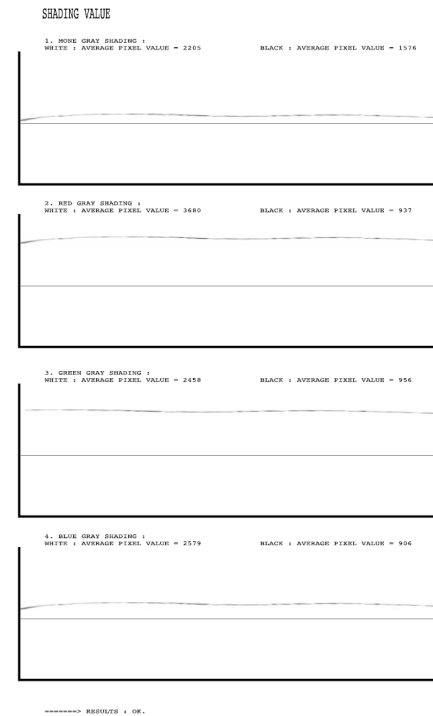 SHADING VALUE
1. MONE GRAY SHADING :
WHITE : AVERAGE PIXEL VALUE = 2205 BLACK : AVERAGE PIXEL VALUE = 1576
2. RED GRAY SHADING :
WHITE : AVERAGE PIXEL VALUE = 3680 BLACK : AVERAGE PIXEL VALUE = 937
3. GREEN GRAY SHADING :
WHITE : AVERAGE PIXEL VALUE = 2458 BLACK : AVERAGE PIXEL VALUE = 956
4. BLUE GRAY SHADING :
WHITE : AVERAGE PIXEL VALUE = 2579 BLACK : AVERAGE PIXEL VALUE = 906
=======> RESULTS : OK.